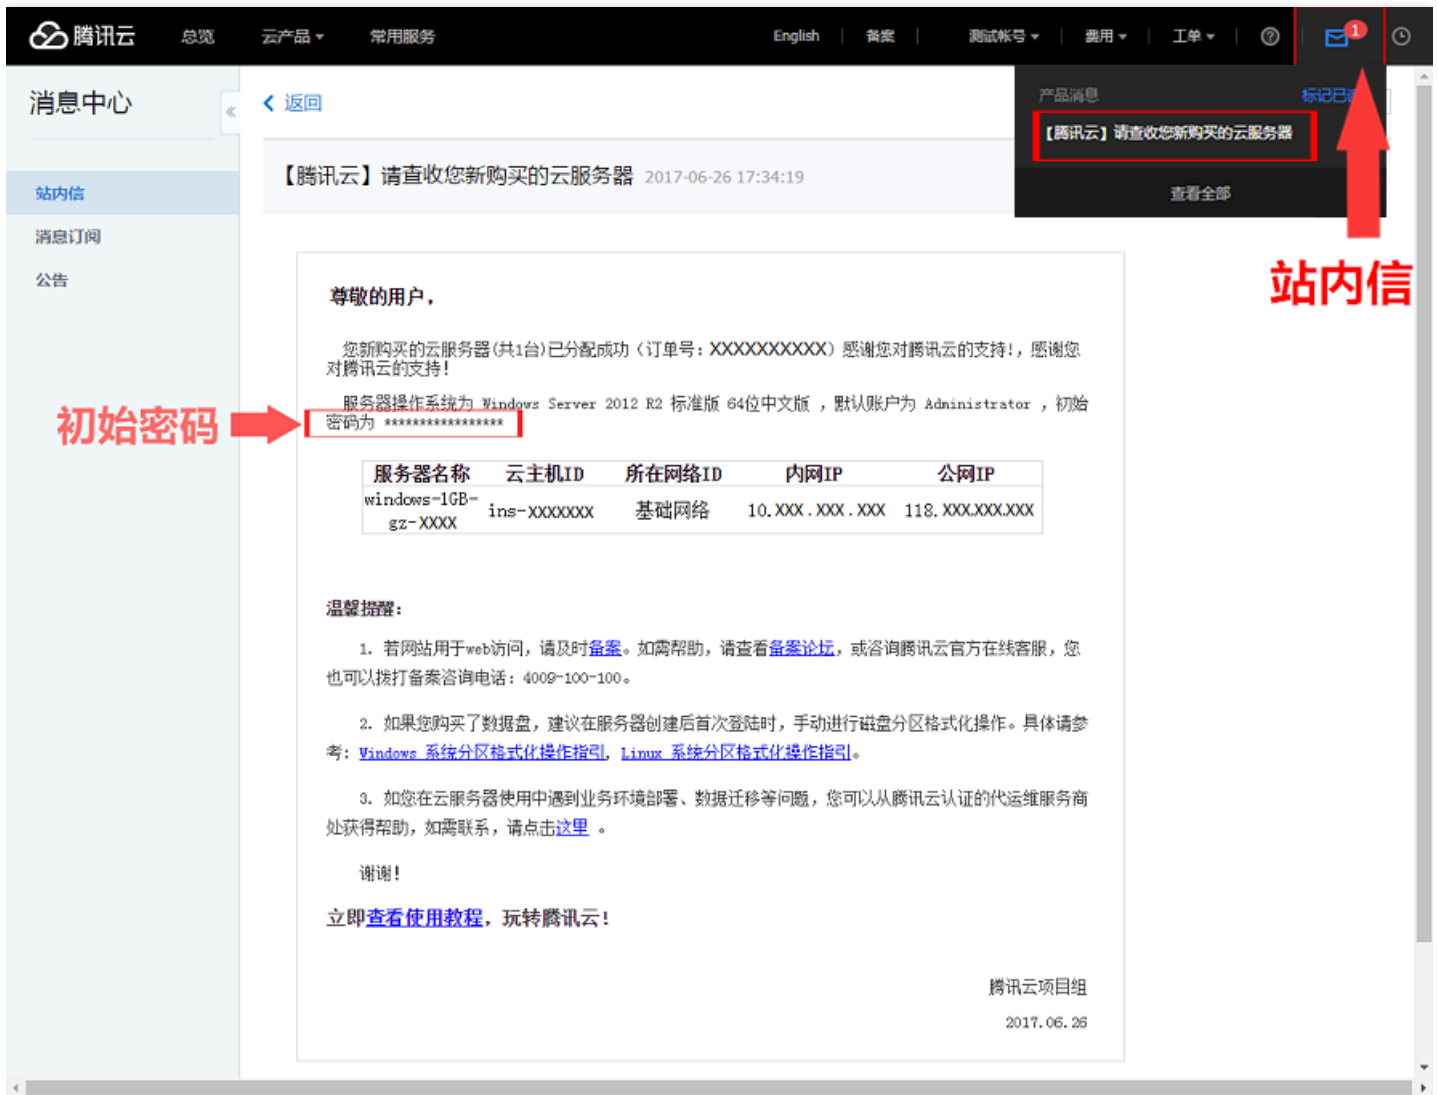 腾讯云 总览 云产品 常用服务 English 备案 测试帐号 费用 工单 1
消息中心
« 返回
产品消息 标记已
【腾讯云】请查收您新购买的云服务器
查看全部
站内信
【腾讯云】请查收您新购买的云服务器 2017-06-26 17:34:19
站内信
消息订阅
公告
尊敬的用户，
您新购买的云服务器(共1台)已分配成功（订单号：XXXXXXXXXX）感谢您对腾讯云的支持!，感谢您
对腾讯云的支持!
服务器操作系统为 Windows Server 2012 R2 标准版 64位中文版 ，默认账户为 Administrator ，初始
密码为 *****************
初始密码
服务器名称 云主机ID 所在网络ID 内网IP 公网IP
windows-1GB-
gz-XXXX
ins-XXXXXXX 基础网络 10.XXX.XXX.XXX 118.XXX.XXX.XXX
温馨提醒：
1. 若网站用于web访问，请及时备案。如需帮助，请查看备案论坛，或咨询腾讯云官方在线客服，您
也可以拨打备案咨询电话：4009-100-100。
2. 如果您购买了数据盘，建议在服务器创建后首次登陆时，手动进行磁盘分区格式化操作。具体请参
考：Windows 系统分区格式化操作指引，Linux 系统分区格式化操作指引。
3. 如您在云服务器使用中遇到业务环境部署、数据迁移等问题，您可以从腾讯云认证的代运维服务商
处获得帮助，如需联系，请点击这里 。
谢谢!
立即查看使用教程，玩转腾讯云!
腾讯云项目组
2017.06.26